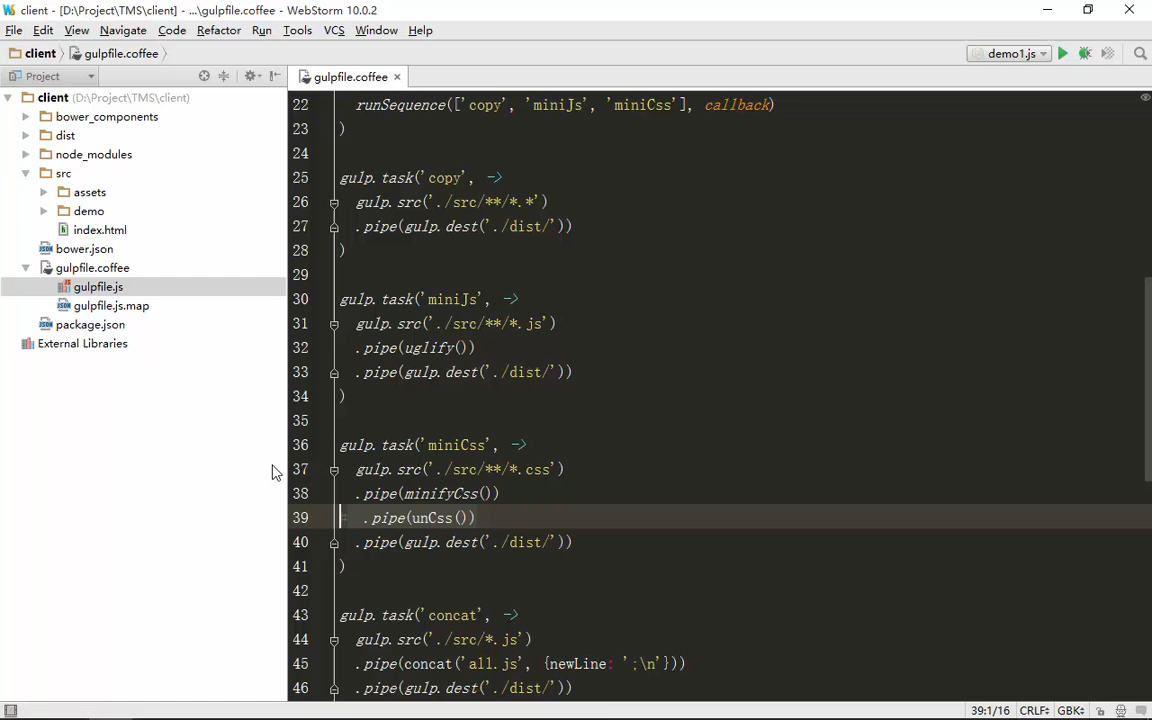 client - [D:\Project\TMS\client] - ...\gulpfile.coffee - WebStorm 10.0.2
File Edit View Navigate Code Refactor Run Tools VCS Window Help
client gulpfile.coffee demo1.js
Project gulpfile.coffee
client (D:\Project\TMS\client)
bower_components
dist
node_modules
src
assets
demo
index.html
bower.json
gulpfile.coffee
gulpfile.js
gulpfile.js.map
package.json
External Libraries
22 runSequence(['copy', 'miniJs', 'miniCss'], callback)
23 )
24
25 gulp.task('copy', ->
26 gulp.src('./src/**/*.*')
27 .pipe(gulp.dest('./dist/'))
28 )
29
30 gulp.task('miniJs', ->
31 gulp.src('./src/**/*.js')
32 .pipe(uglify())
33 .pipe(gulp.dest('./dist/'))
34 )
35
36 gulp.task('miniCss', ->
37 gulp.src('./src/**/*.css')
38 .pipe(minifyCss())
39 # .pipe(unCss())
40 .pipe(gulp.dest('./dist/'))
41 )
42
43 gulp.task('concat', ->
44 gulp.src('./src/*.js')
45 .pipe(concat('all.js', {newLine: ';\n'}))
46 .pipe(gulp.dest('./dist/'))
39:1/16 CRLF GBK